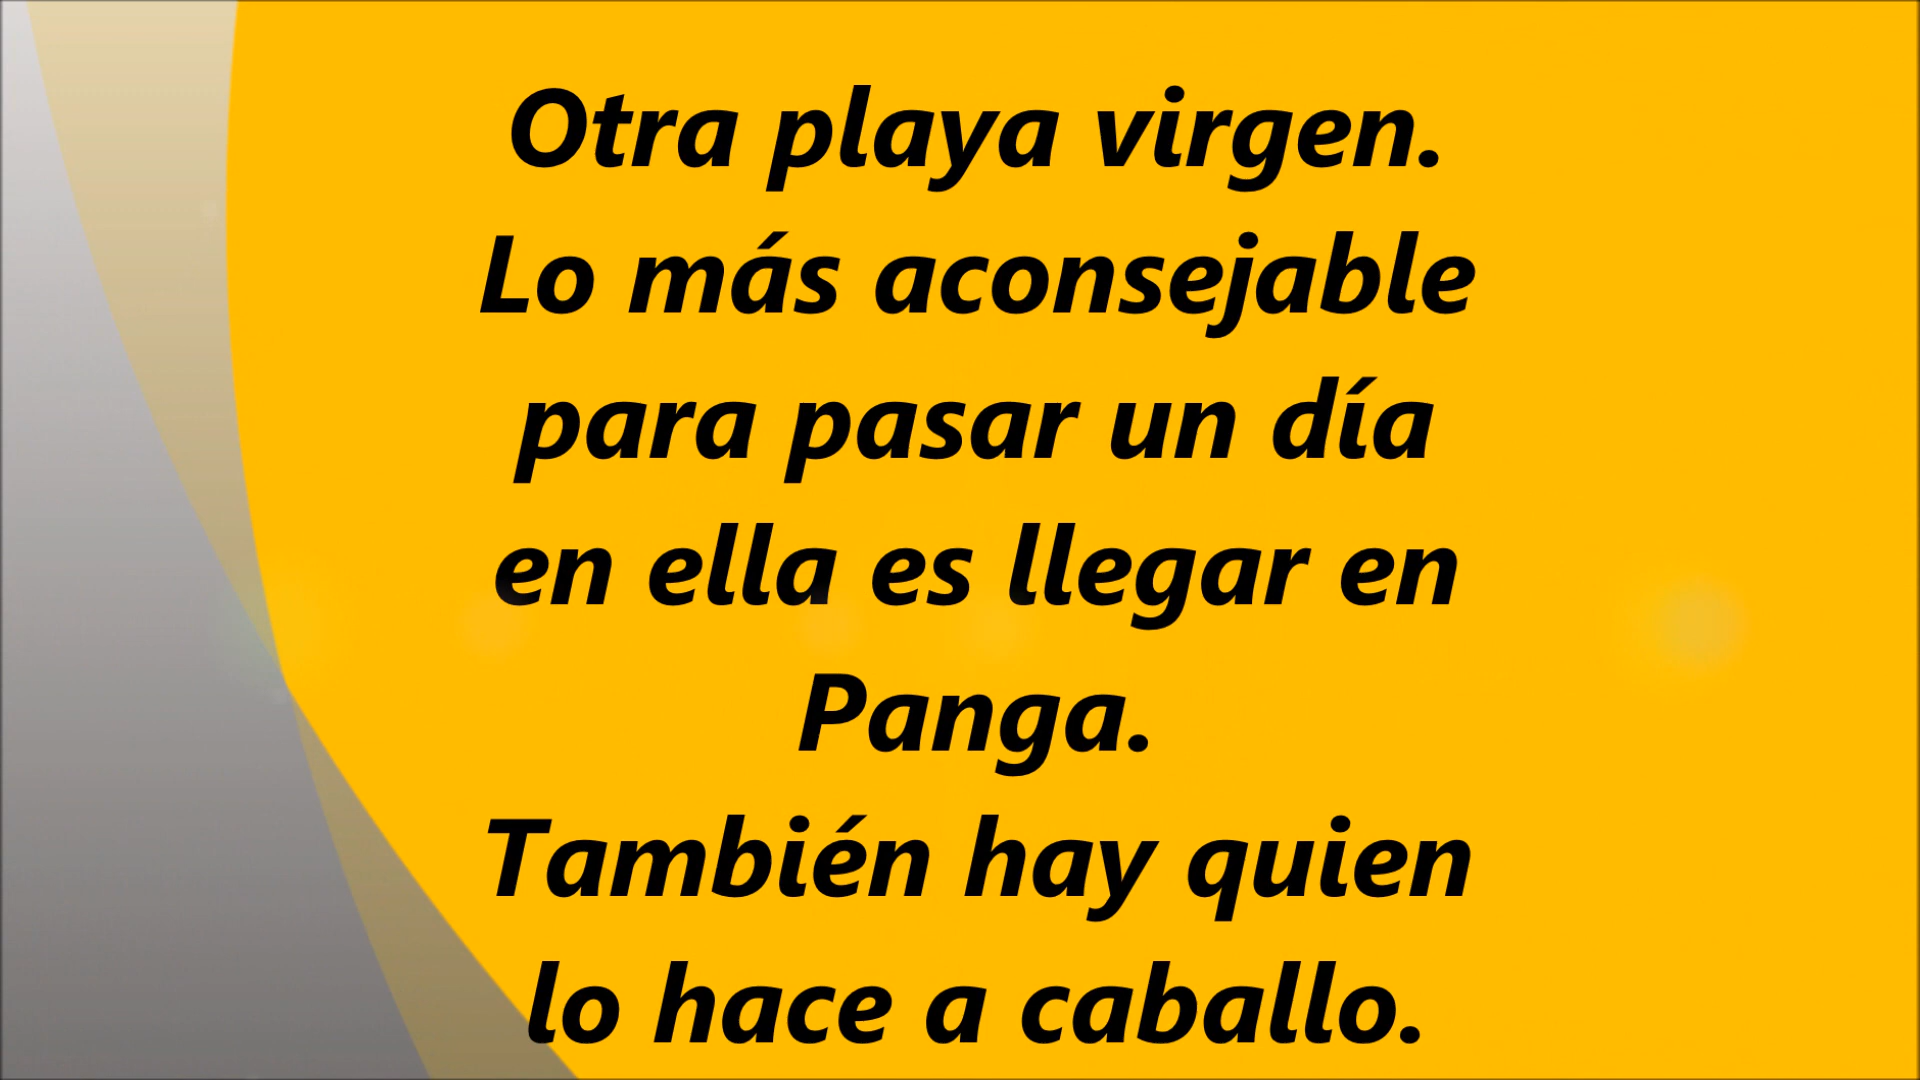 Otra playa virgen.
Lo más aconsejable
para pasar un día
en ella es llegar en
Panga.
También hay quien
lo hace a caballo.